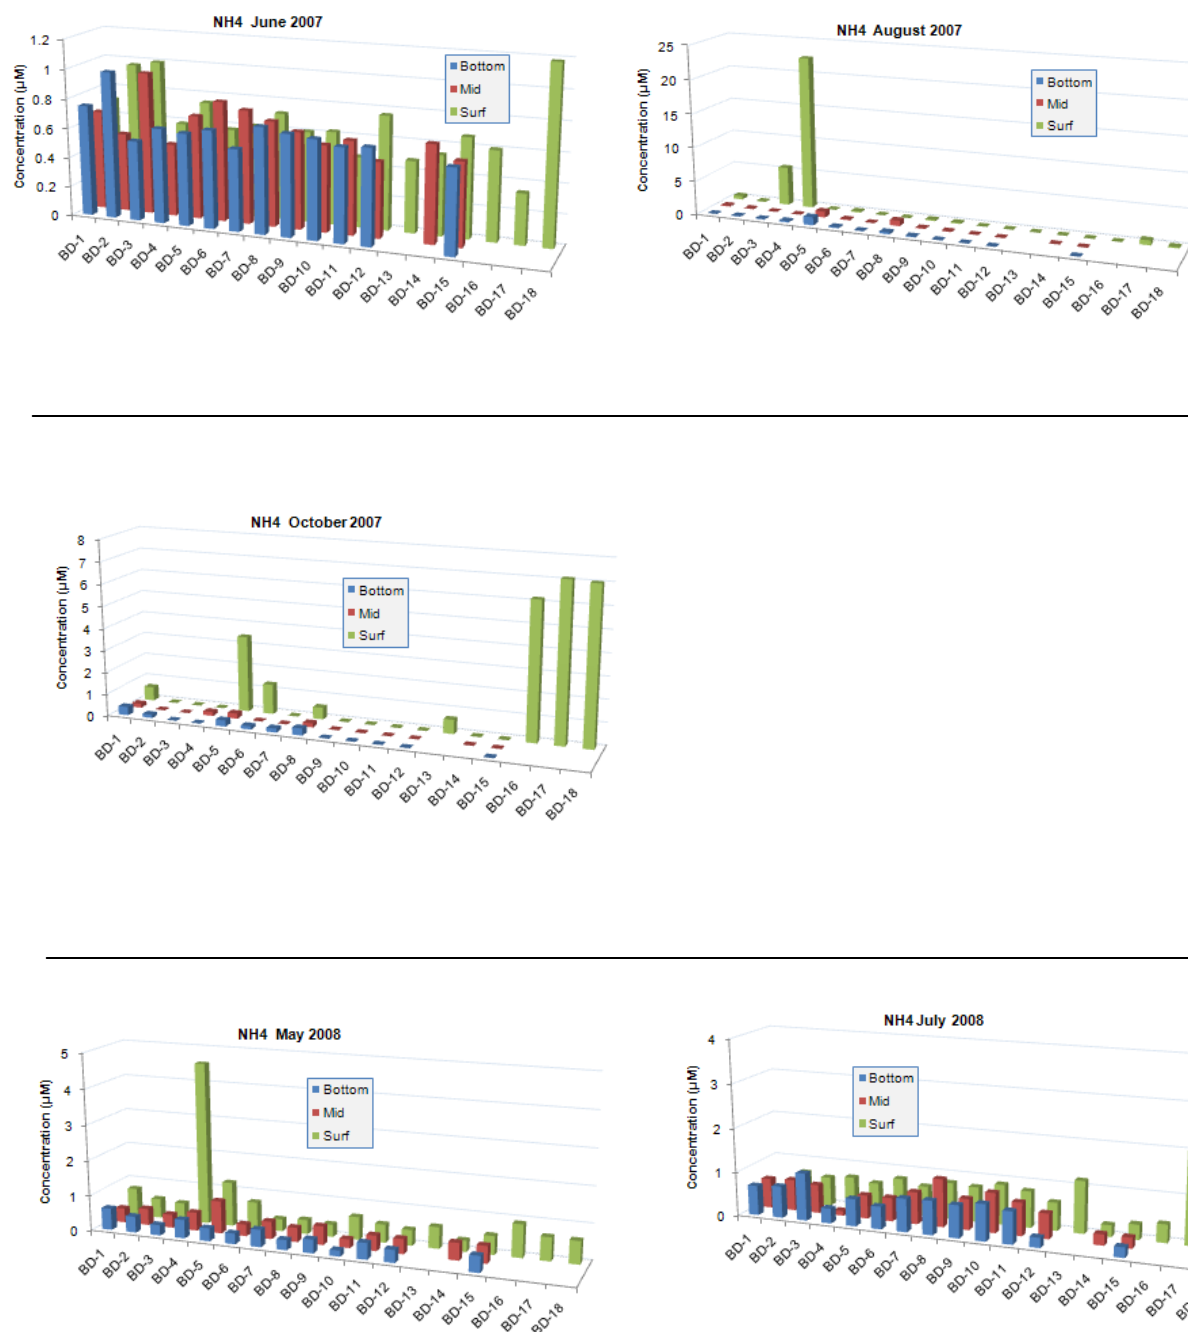 NH4 June 2007
Concentration (µM)
1.2
1
0.8
0.6
0.4
0.2
0
Bottom
Mid
Surf
BD-1
BD-2
BD-3
BD-4
BD-5
BD-6
BD-7
BD-8
BD-9
BD-10
BD-11
BD-12
BD-13
BD-14
BD-15
BD-16
BD-17
BD-18
NH4 August 2007
Concentration (µM)
25
20
15
10
5
0
Bottom
Mid
Surf
BD-1
BD-2
BD-3
BD-4
BD-5
BD-6
BD-7
BD-8
BD-9
BD-10
BD-11
BD-12
BD-13
BD-14
BD-15
BD-16
BD-17
BD-18
NH4 October 2007
Concentration (µM)
8
7
6
5
4
3
2
1
0
Bottom
Mid
Surf
BD-1
BD-2
BD-3
BD-4
BD-5
BD-6
BD-7
BD-8
BD-9
BD-10
BD-11
BD-12
BD-13
BD-14
BD-15
BD-16
BD-17
BD-18
NH4 May 2008
Concentration (µM)
5
4
3
2
1
0
Bottom
Mid
Surf
BD-1
BD-2
BD-3
BD-4
BD-5
BD-6
BD-7
BD-8
BD-9
BD-10
BD-11
BD-12
BD-13
BD-14
BD-15
BD-16
BD-17
BD-18
NH4 July 2008
Concentration (µM)
4
3
2
1
0
Bottom
Mid
Surf
BD-1
BD-2
BD-3
BD-4
BD-5
BD-6
BD-7
BD-8
BD-9
BD-10
BD-11
BD-12
BD-13
BD-14
BD-15
BD-16
BD-17